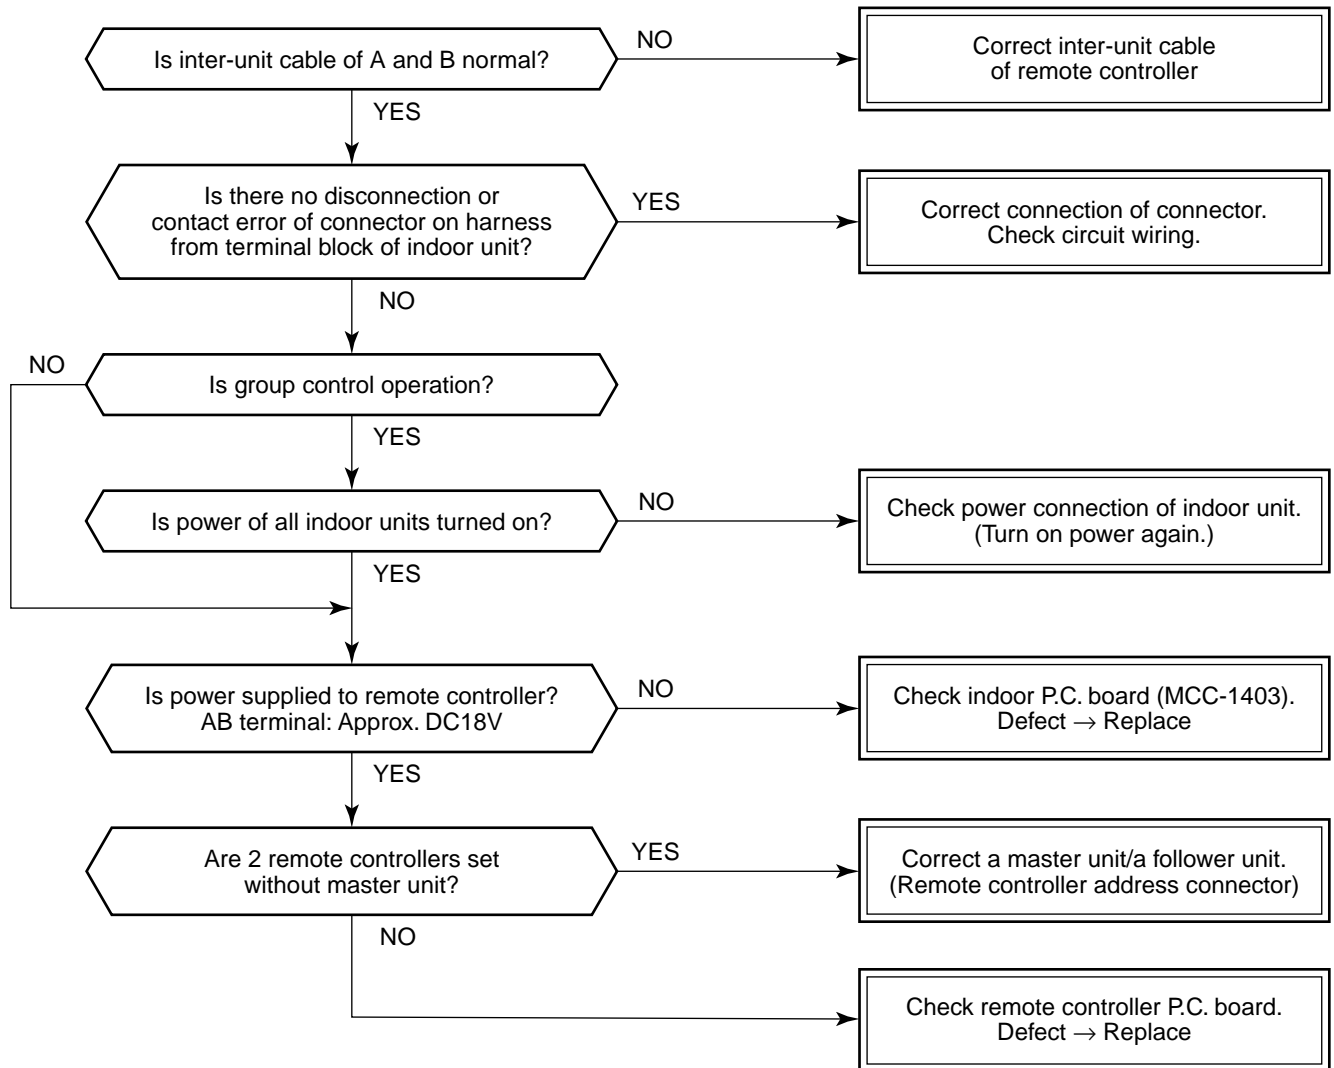 Is inter-unit cable of A and B normal?
NO
Correct inter-unit cable
of remote controller
YES
Is there no disconnection or
contact error of connector on harness
from terminal block of indoor unit?
YES
Correct connection of connector.
Check circuit wiring.
NO
NO
Is group control operation?
YES
Is power of all indoor units turned on?
NO
Check power connection of indoor unit.
(Turn on power again.)
YES
Is power supplied to remote controller?
AB terminal: Approx. DC18V
NO
Check indoor P.C. board (MCC-1403).
Defect → Replace
YES
Are 2 remote controllers set
without master unit?
YES
Correct a master unit/a follower unit.
(Remote controller address connector)
NO
Check remote controller P.C. board.
Defect → Replace